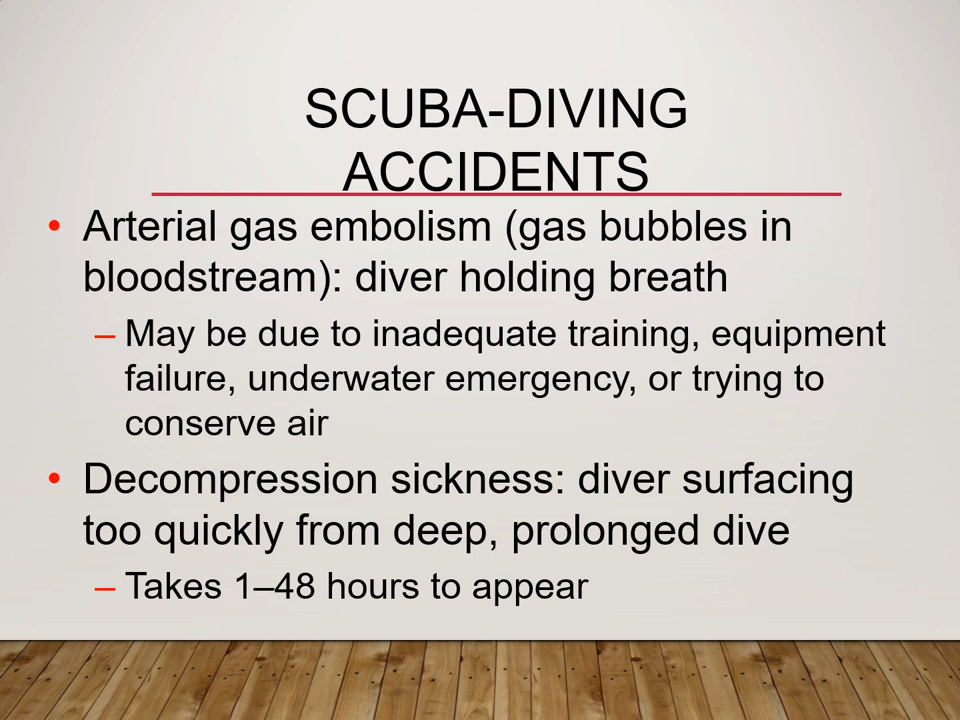 SCUBA-DIVING
ACCIDENTS
• Arterial gas embolism (gas bubbles in
bloodstream): diver holding breath
– May be due to inadequate training, equipment
failure, underwater emergency, or trying to
conserve air
• Decompression sickness: diver surfacing
too quickly from deep, prolonged dive
– Takes 1–48 hours to appear